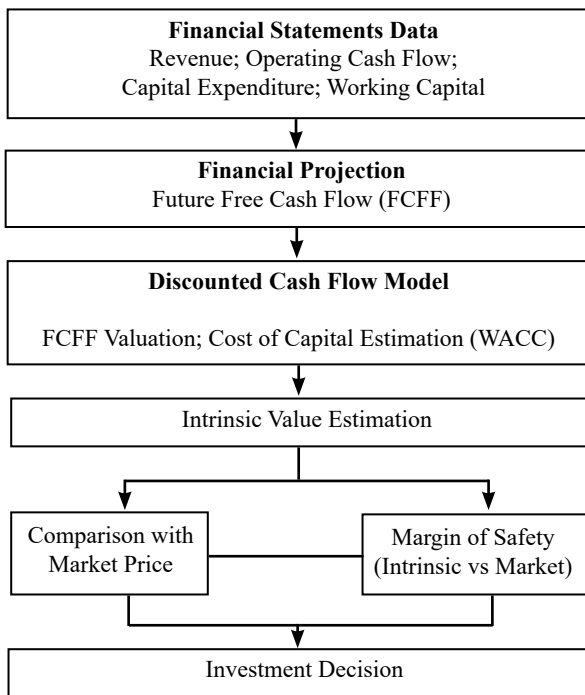 Financial Statements Data
Revenue; Operating Cash Flow;
Capital Expenditure; Working Capital
Financial Projection
Future Free Cash Flow (FCFF)
Discounted Cash Flow Model
FCFF Valuation; Cost of Capital Estimation (WACC)
Intrinsic Value Estimation
Comparison with
Market Price
Margin of Safety
(Intrinsic vs Market)
Investment Decision